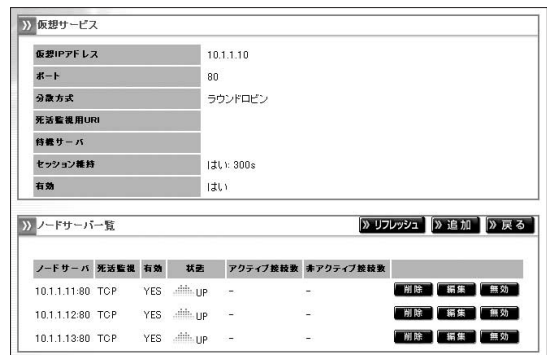 》 仮想サービス
仮想IPアドレス 10.1.1.10
ポート 80
分散方式 ラウンドロビン
死活監視用URI
待機サーバ
セッション維持 はい: 300s
有効 はい
》 ノードサーバ一覧 》リフレッシュ 》追加 》戻る
ノードサーバ 死活監視 有効 状態 アクティブ接続数 非アクティブ接続数
10.1.1.11:80 TCP YES UP - - 削除 編集 無効
10.1.1.12:80 TCP YES UP - - 削除 編集 無効
10.1.1.13:80 TCP YES UP - - 削除 編集 無効